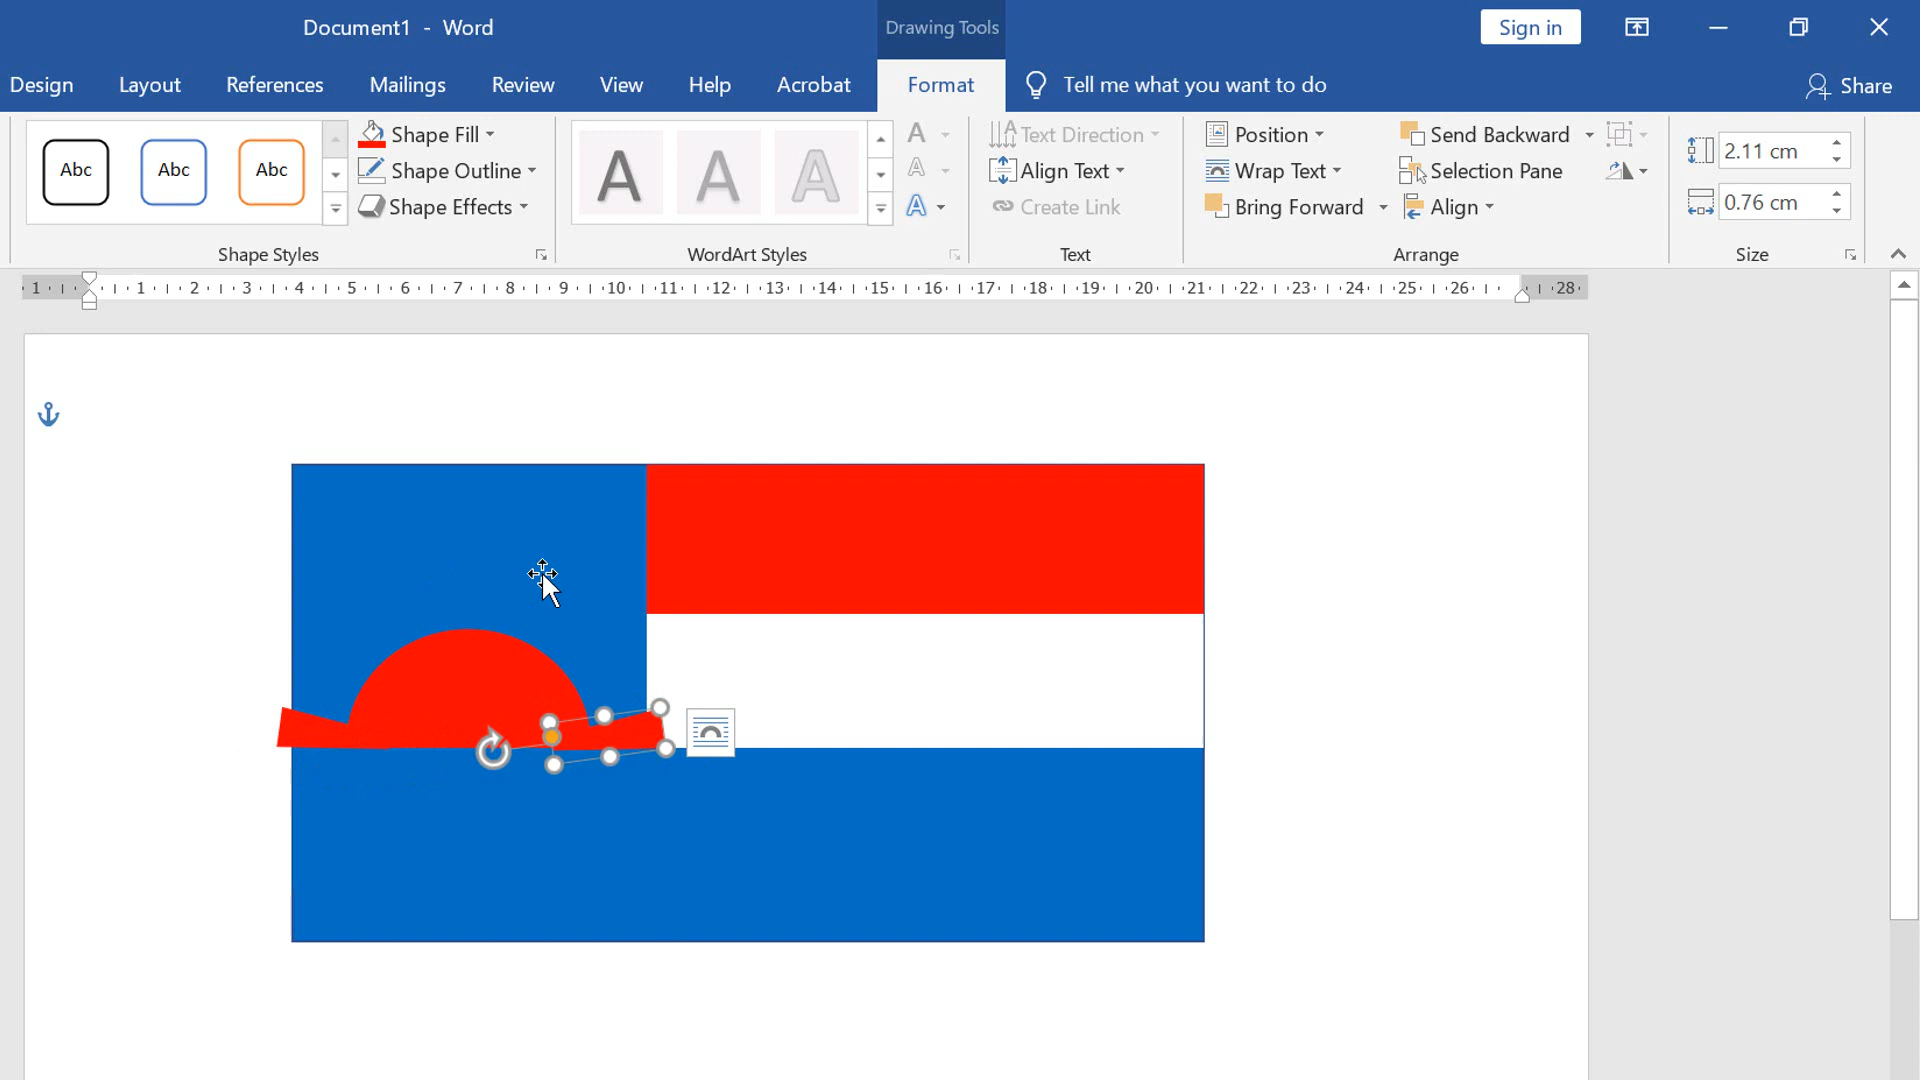 Document1 - Word
Drawing Tools
Sign in
Design Layout References Mailings Review View Help Acrobat Format Tell me what you want to do Share
Abc Abc Abc
Shape Fill
Shape Outline
Shape Effects
Shape Styles
A A A
A
A
A
WordArt Styles
Text Direction
Align Text
Create Link
Text
Position
Wrap Text
Bring Forward
Send Backward
Selection Pane
Align
Arrange
2.11 cm
0.76 cm
Size
1 1 2 3 4 5 6 7 8 9 10 11 12 13 14 15 16 17 18 19 20 21 22 23 24 25 26 28